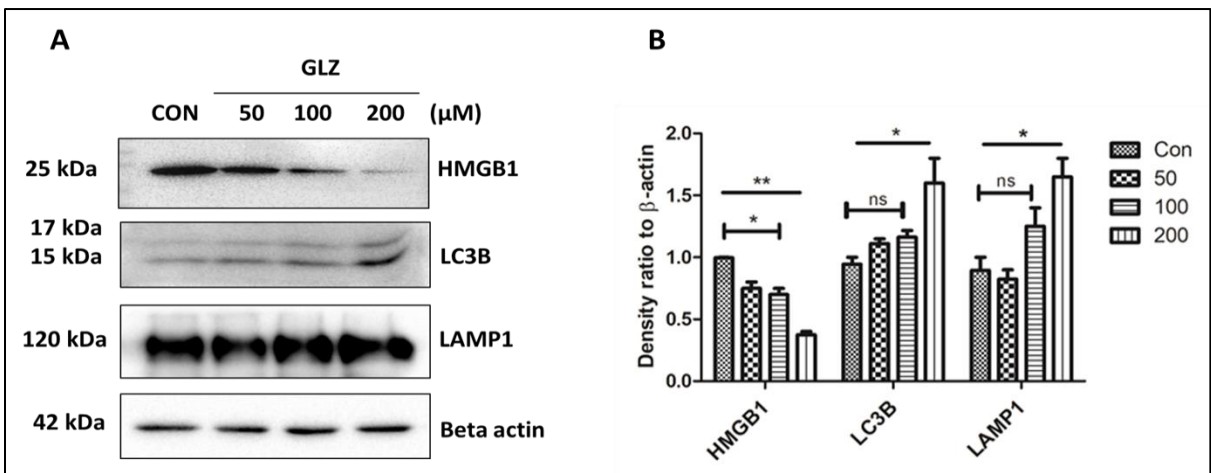 A
GLZ
CON 50 100 200 (µM)
25 kDa HMGB1
17 kDa
15 kDa LC3B
120 kDa LAMP1
42 kDa Beta actin
B
Density ratio to β-actin
2.0
1.5
1.0
0.5
0.0
** * * ns * ns
HMGB1 LC3B LAMP1
Con
50
100
200